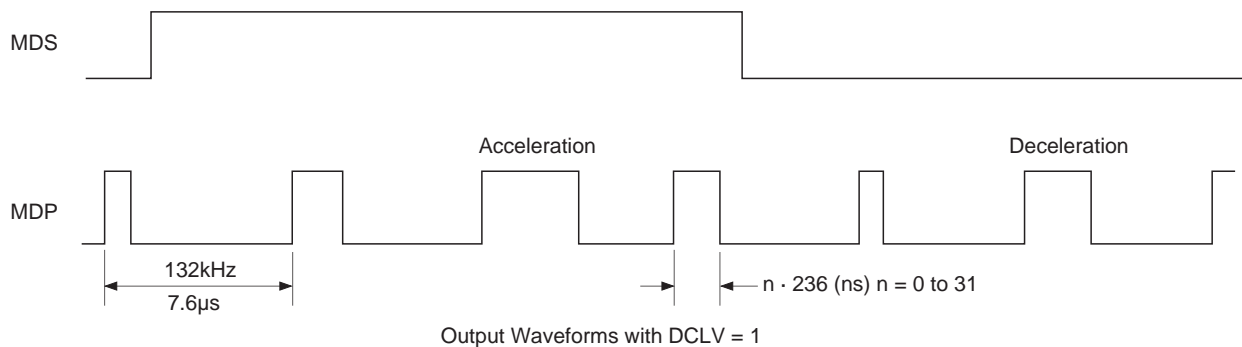 MDS
Acceleration
Deceleration
MDP
132kHz
7.6µs
n · 236 (ns) n = 0 to 31
Output Waveforms with DCLV = 1